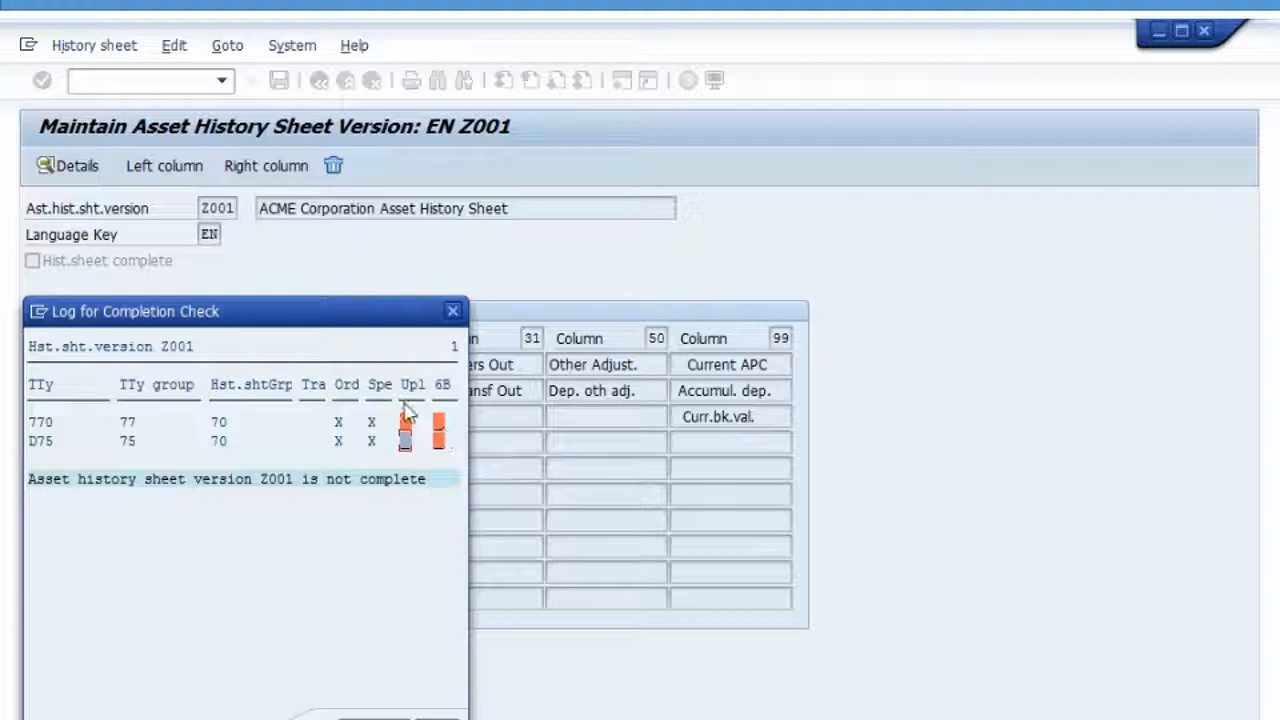 History sheet Edit Goto System Help
Maintain Asset History Sheet Version: EN Z001
Details Left column Right column
Ast.hist.sht.version Z001 ACME Corporation Asset History Sheet
Language Key EN
Hist.sheet complete
Log for Completion Check
Hst.sht.version Z001 1
TTy TTy group Hst.shtGrp Tra Ord Spe Upl 6B
770 77 70 X X _ _
D75 75 70 X X _ _
Asset history sheet version Z001 is not complete
n 31 Column 50 Column 99
ers Out Other Adjust. Current APC
ansf Out Dep. oth adj. Accumul. dep.
Curr.bk.val.